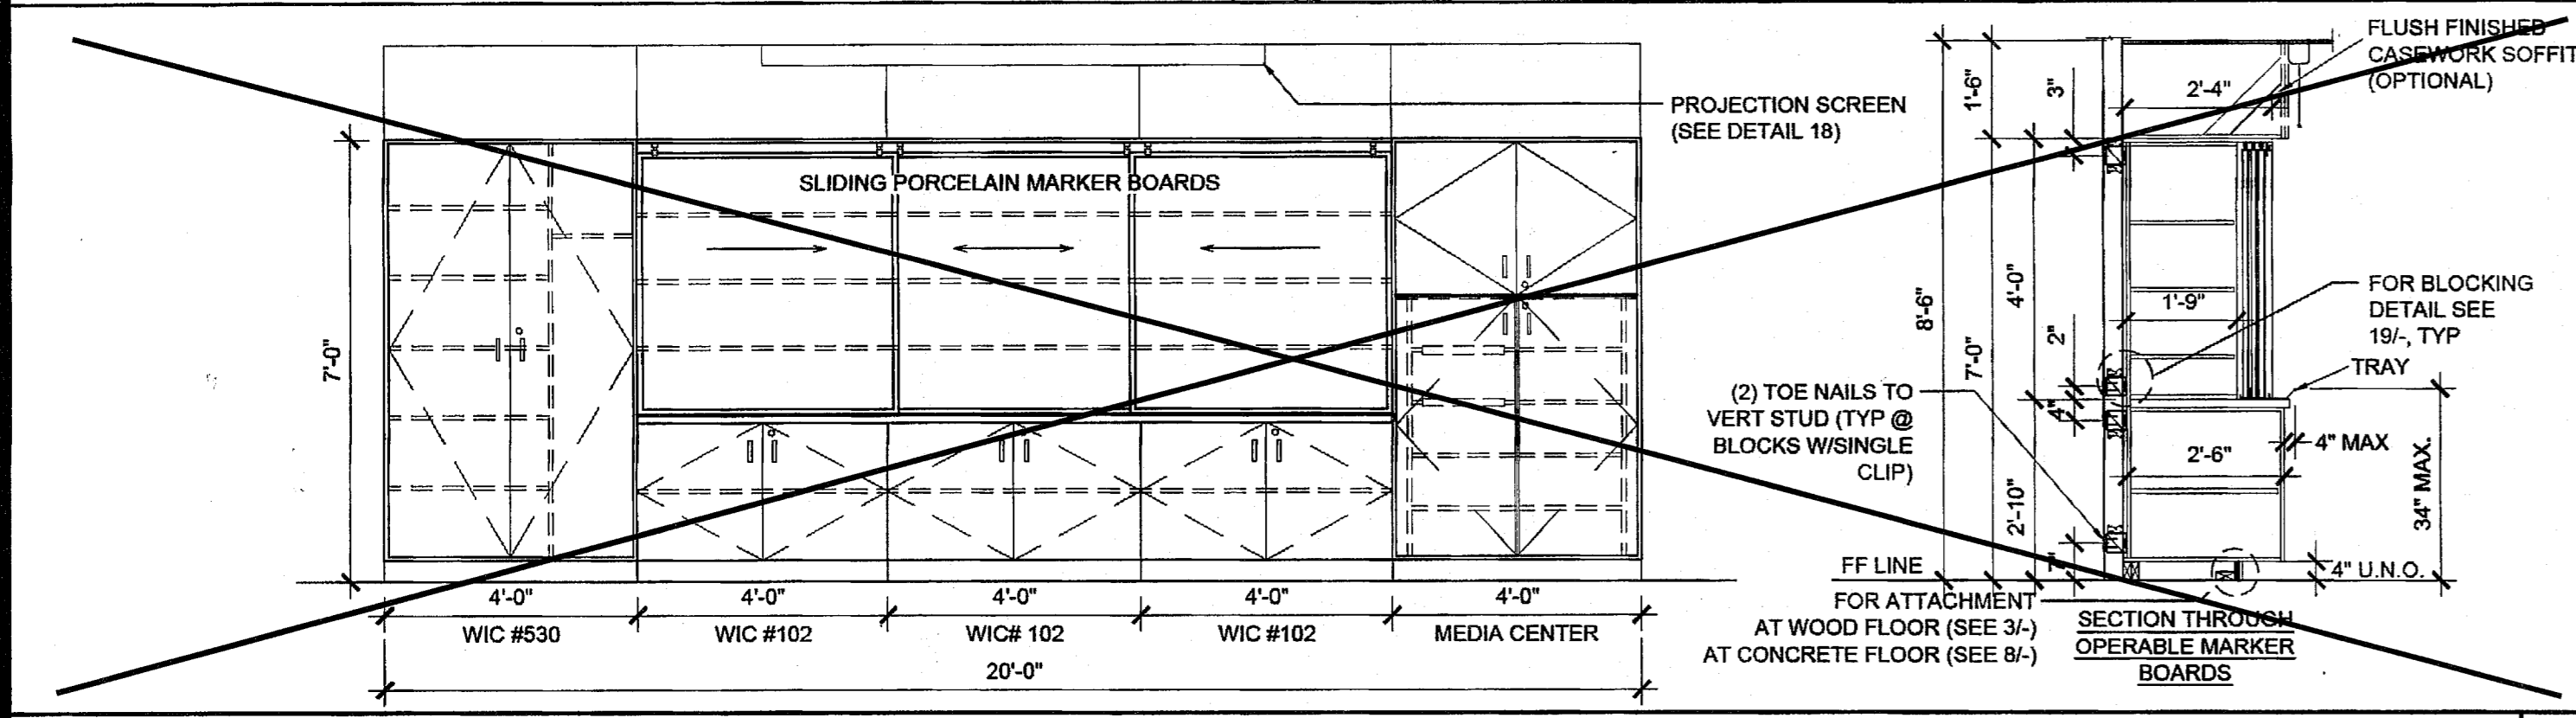 PROJECTION SCREEN
(SEE DETAIL 18)
SLIDING PORCELAIN MARKER BOARDS
7'-0"
4'-0"
4'-0"
4'-0"
4'-0"
4'-0"
WIC #530
WIC #102
WIC# 102
WIC #102
MEDIA CENTER
20'-0"
FLUSH FINISHED
CASEWORK SOFFIT
(OPTIONAL)
1'-6"
3"
2'-4"
8'-6"
7'-0"
4'-0"
2"
4"
2'-10"
1'-9"
FOR BLOCKING
DETAIL SEE
19/-, TYP
TRAY
(2) TOE NAILS TO
VERT STUD (TYP @
BLOCKS W/SINGLE
CLIP)
4" MAX
2'-6"
34" MAX.
4" U.N.O.
FF LINE
FOR ATTACHMENT
AT WOOD FLOOR (SEE 3/-)
AT CONCRETE FLOOR (SEE 8/-)
SECTION THROUGH
OPERABLE MARKER
BOARDS